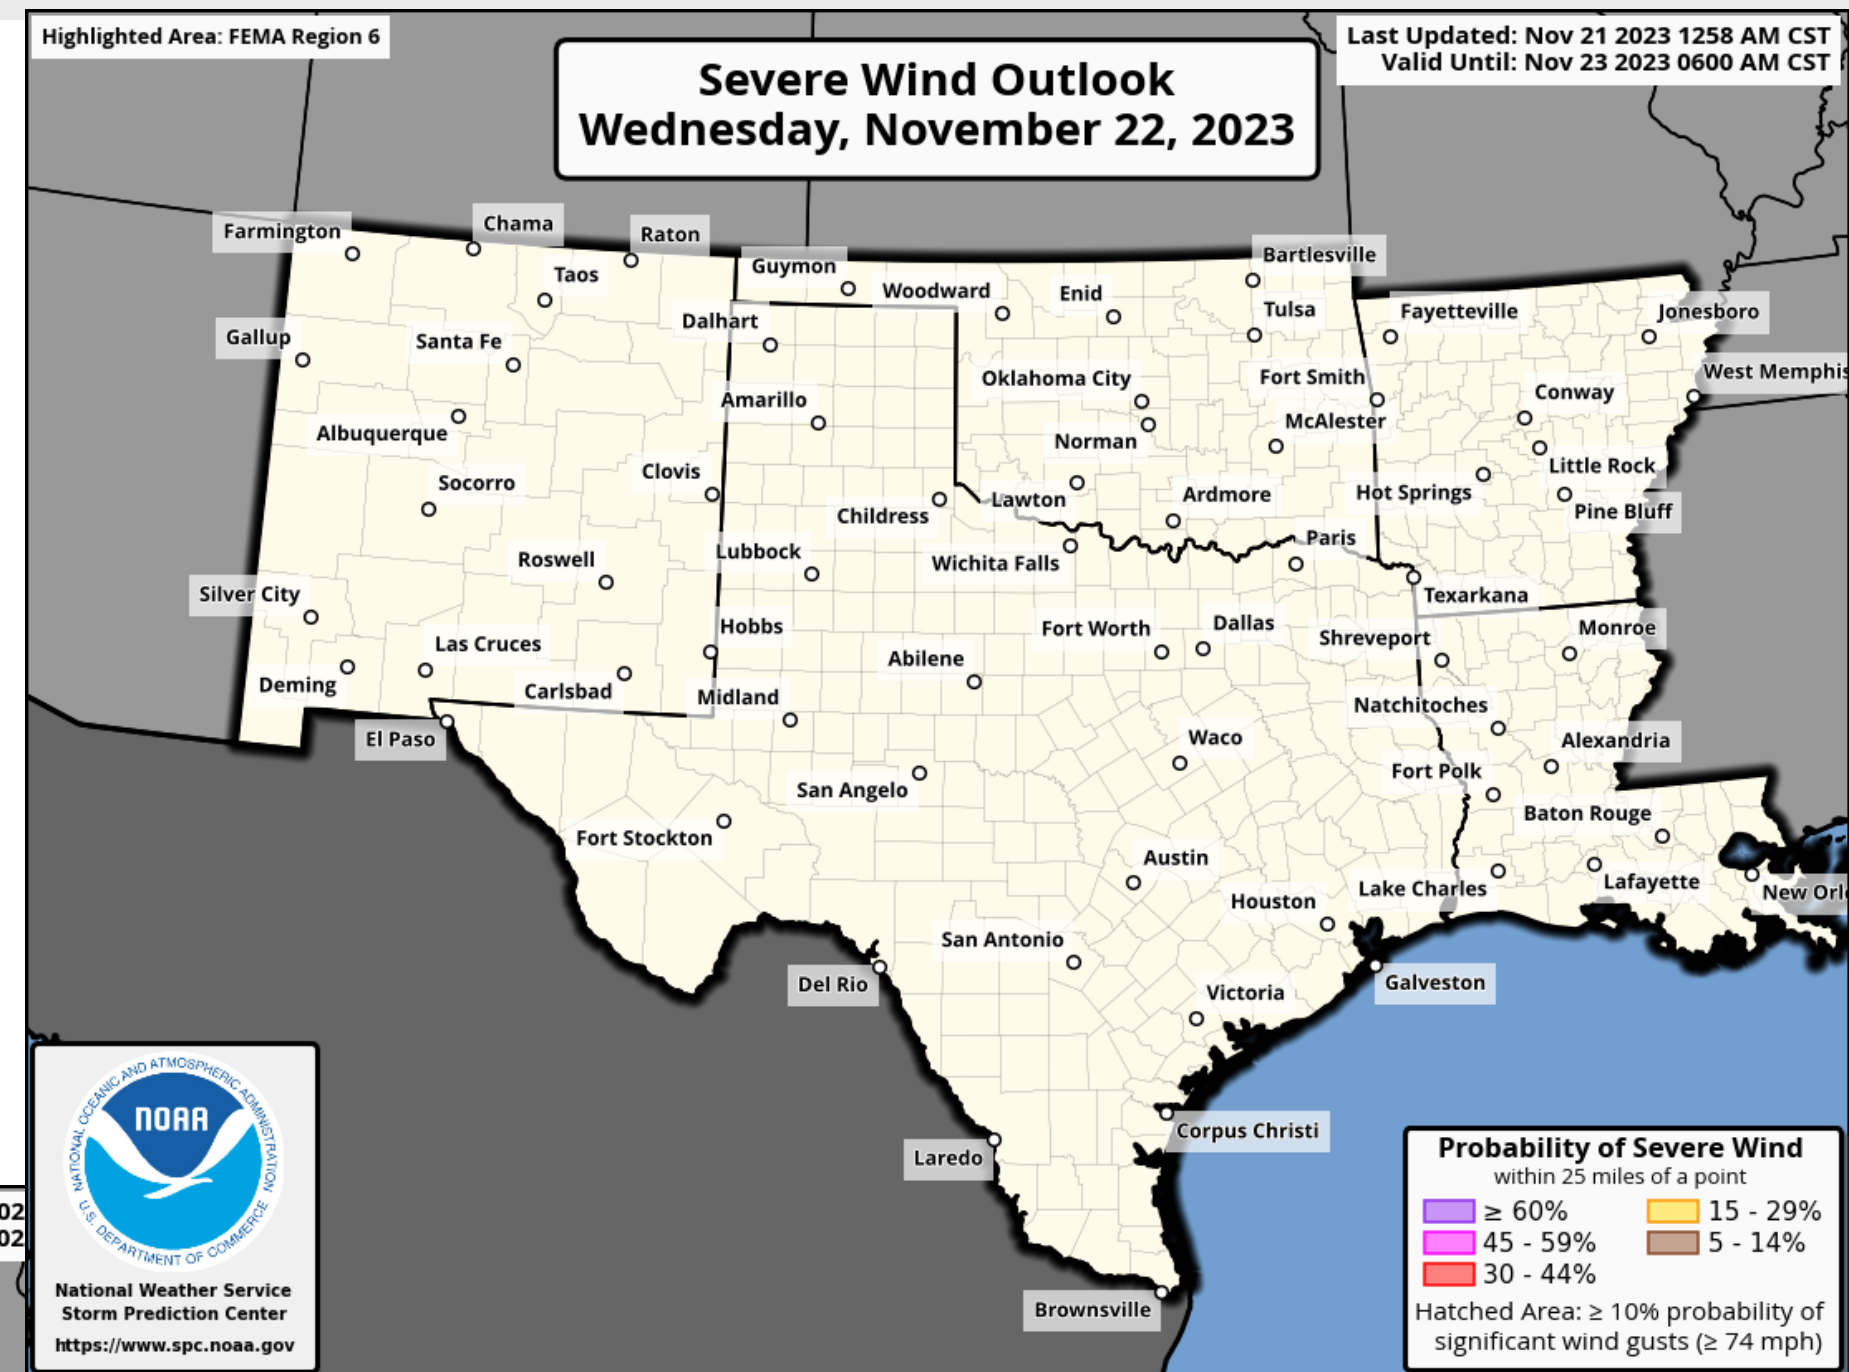 Highlighted Area: FEMA Region 6
Last Updated: Nov 21 2023 1258 AM CST
Valid Until: Nov 23 2023 0600 AM CST
Severe Wind Outlook
Wednesday, November 22, 2023
Farmington
Chama
Raton
Taos
Guymon
Woodward
Enid
Bartlesville
Tulsa
Fayetteville
Jonesboro
Gallup
Santa Fe
Dalhart
West Memphis
Oklahoma City
Fort Smith
Conway
Amarillo
Albuquerque
Norman
McAlester
Little Rock
Socorro
Clovis
Childress
Lawton
Ardmore
Hot Springs
Pine Bluff
Roswell
Lubbock
Wichita Falls
Paris
Texarkana
Silver City
Las Cruces
Hobbs
Abilene
Fort Worth
Dallas
Shreveport
Monroe
Deming
Carlsbad
Midland
Natchitoches
El Paso
San Angelo
Waco
Alexandria
Fort Polk
Fort Stockton
Baton Rouge
Austin
Houston
Lake Charles
Lafayette
New Orl
San Antonio
Del Rio
Victoria
Galveston
Corpus Christi
Laredo
Brownsville
02
02
NATIONAL OCEANIC AND ATMOSPHERIC ADMINISTRATION
NOAA
U.S. DEPARTMENT OF COMMERCE
National Weather Service
Storm Prediction Center
https://www.spc.noaa.gov
Probability of Severe Wind
within 25 miles of a point
≥ 60% 15 - 29%
45 - 59% 5 - 14%
30 - 44%
Hatched Area: ≥ 10% probability of
significant wind gusts (≥ 74 mph)